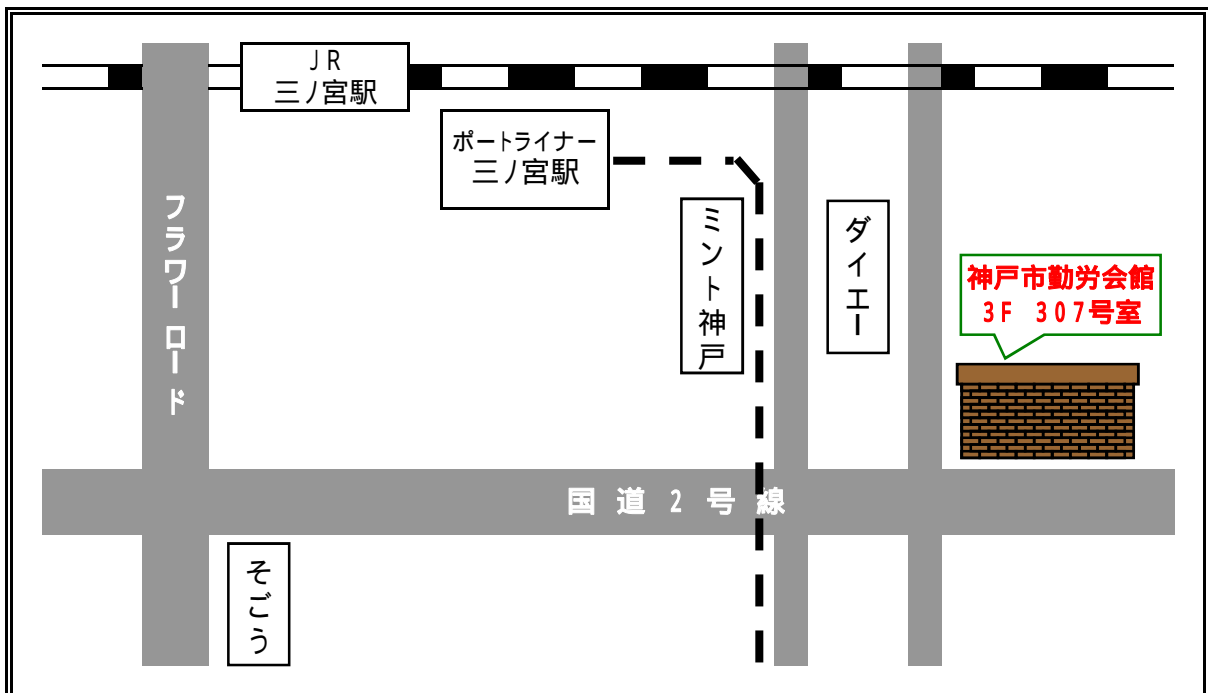 JR
三ノ宮駅
ポートライナー
三ノ宮駅
フラワーロード
ミント神戸
ダイエー
神戸市勤労会館
3F 307号室
国道2号線
そごう